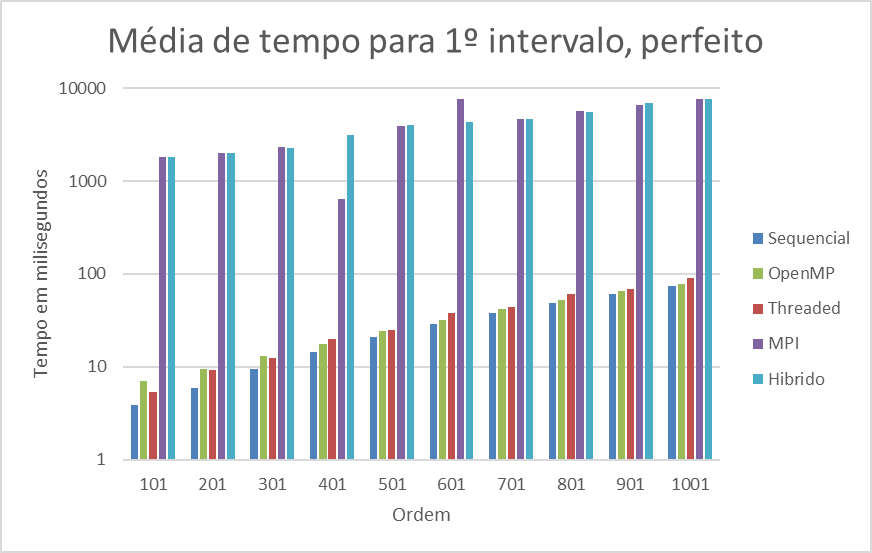 Média de tempo para 1º intervalo, perfeito
10000
1000
100
10
1
Tempo em milisegundos
101 201 301 401 501 601 701 801 901 1001
Ordem
Sequencial
OpenMP
Threaded
MPI
Hibrido